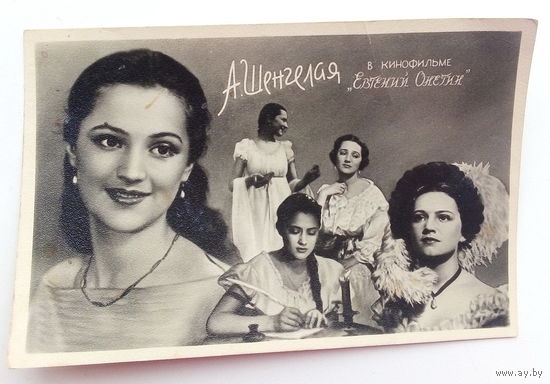 А. Шенгелая
в кинофильме
„Евгений Онегин"
www.ay.by